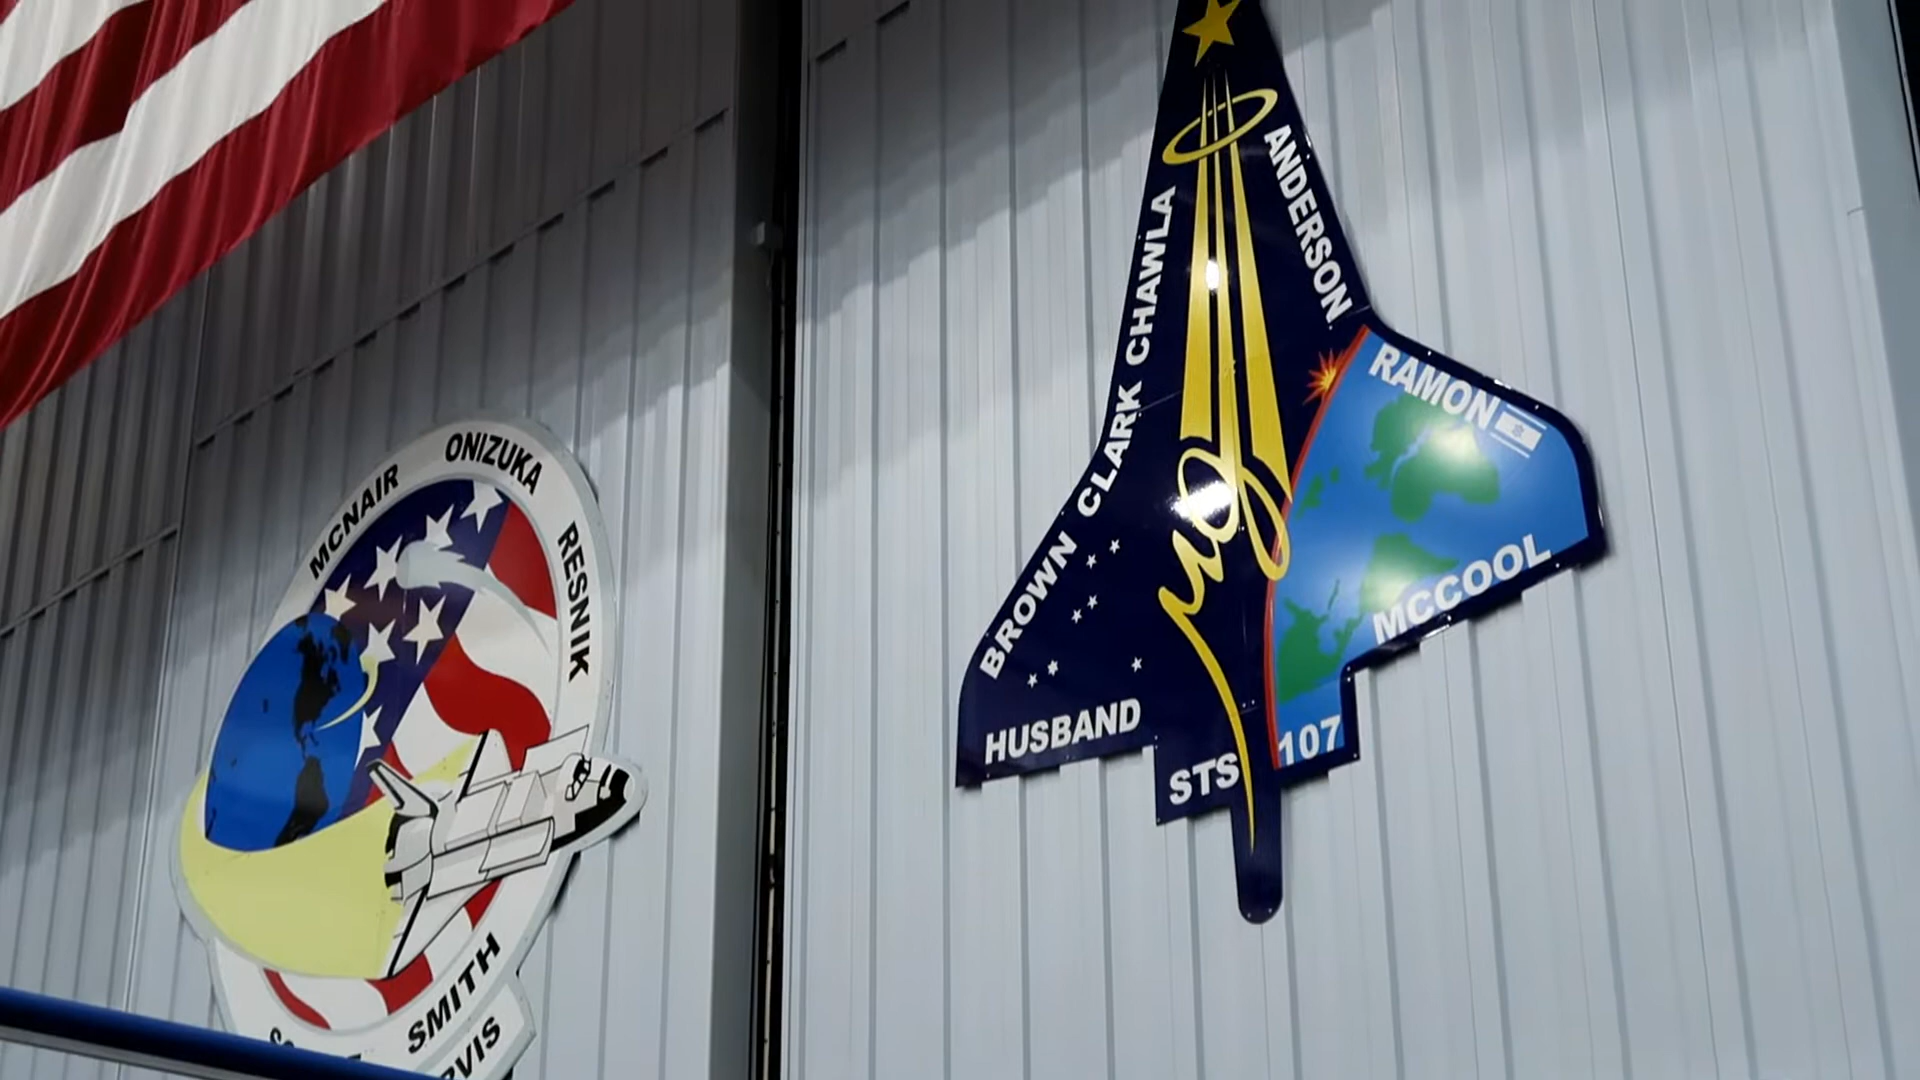 MCNAIR
ONIZUKA
RESNIK
SMITH
ANDERSON
BROWN CLARK CHAWLA
RAMON
MCCOOL
HUSBAND
STS 107